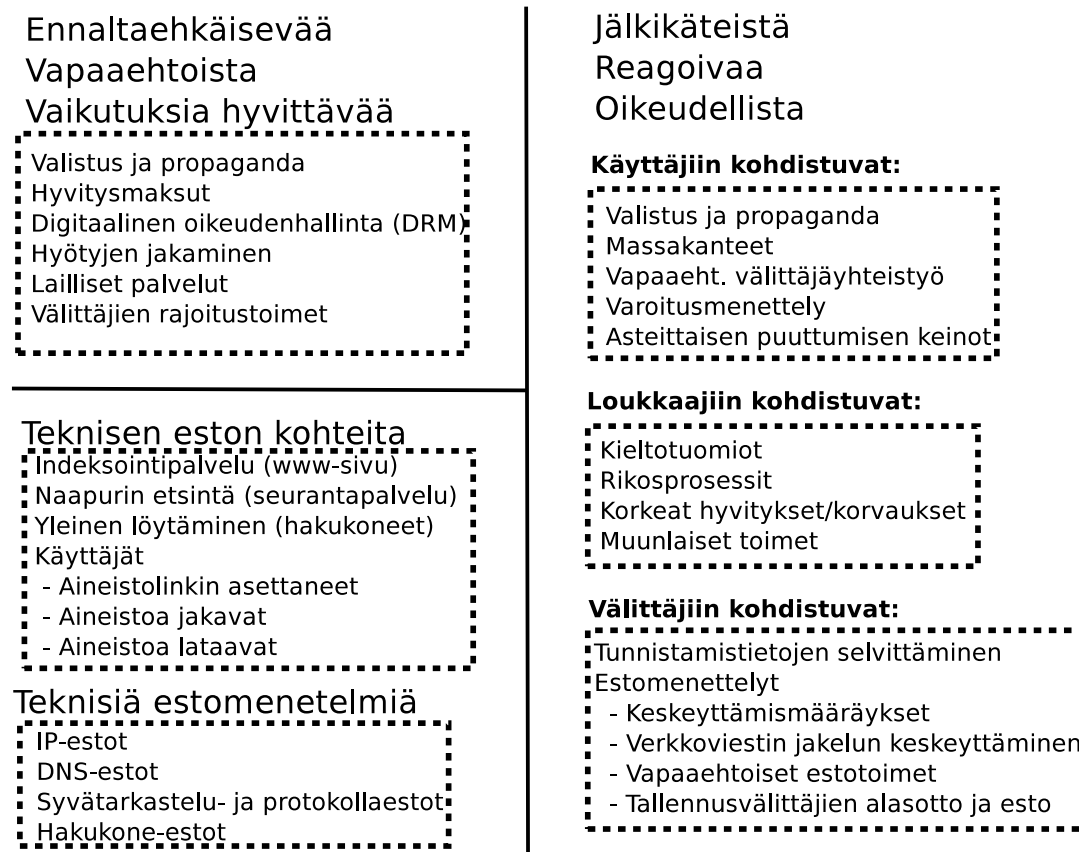 Ennaltaehkäisevää
Vapaaehtoista
Vaikutuksia hyvittävää
Valistus ja propaganda
Hyvitysmaksut
Digitaalinen oikeudenhallinta (DRM)
Hyötyjen jakaminen
Lailliset palvelut
Välittäjien rajoitustoimet
Teknisen eston kohteita
Indeksointipalvelu (www-sivu)
Naapurin etsintä (seurantapalvelu)
Yleinen löytäminen (hakukoneet)
Käyttäjät
- Aineistolinkin asettaneet
- Aineistoa jakavat
- Aineistoa lataavat
Teknisiä estomenetelmiä
IP-estot
DNS-estot
Syvätarkastelu- ja protokollaestot
Hakukone-estot
Jälkikäteistä
Reagoivaa
Oikeudellista
Käyttäjiin kohdistuvat:
Valistus ja propaganda
Massakanteet
Vapaaeht. välittäjäyhteistyö
Varoitusmenettely
Asteittaisen puuttumisen keinot
Loukkaajiin kohdistuvat:
Kieltotuomiot
Rikosprosessit
Korkeat hyvitykset/korvaukset
Muunlaiset toimet
Välittäjiin kohdistuvat:
Tunnistamistietojen selvittäminen
Estomenettelyt
- Keskeyttämismääräykset
- Verkkoviestin jakelun keskeyttäminen
- Vapaaehtoiset estotoimet
- Tallennusvälittäjien alasotto ja esto